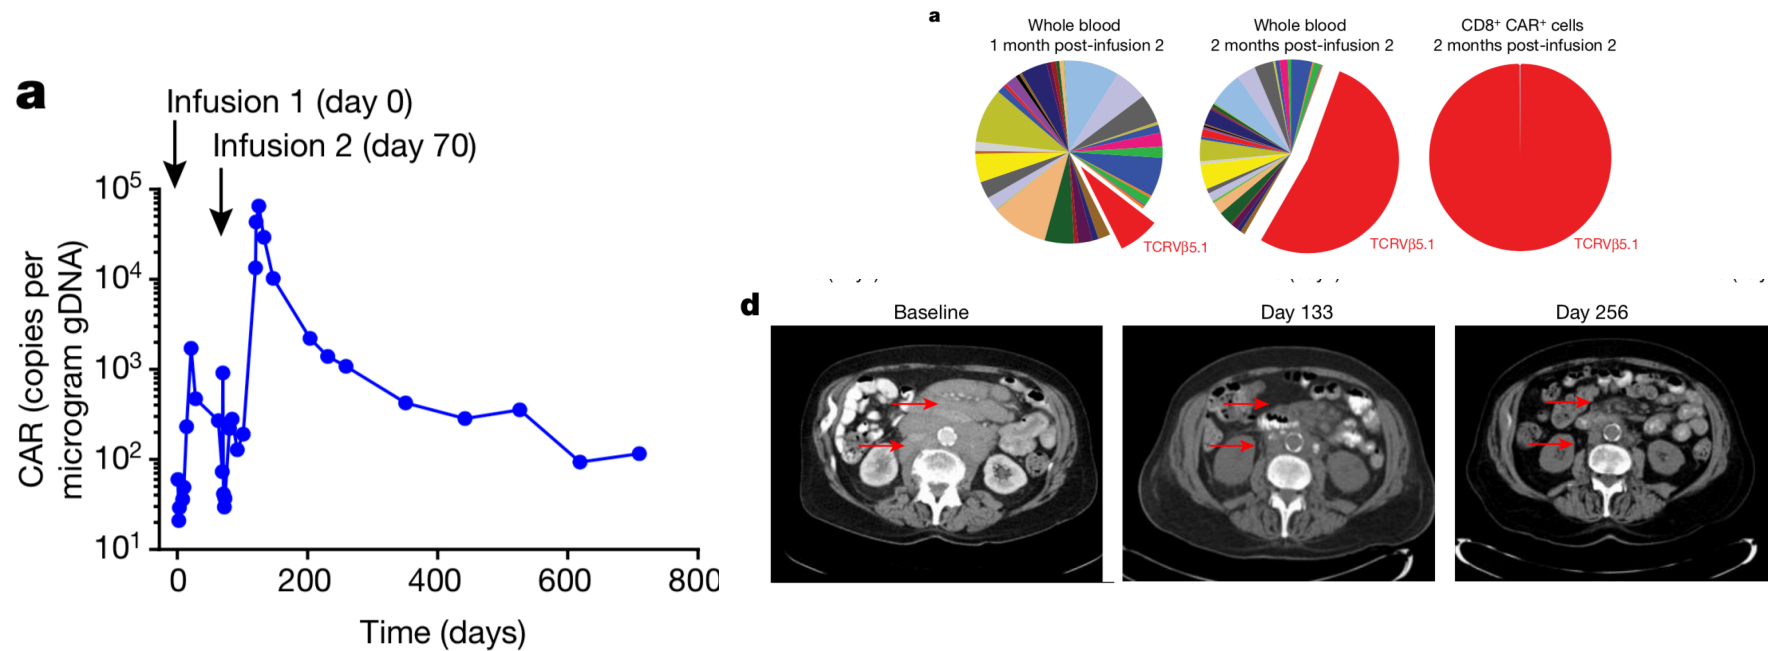 a
Infusion 1 (day 0)
Infusion 2 (day 70)
CAR (copies per
microgram gDNA)
10⁵
10⁴
10³
10²
10¹
0
200
400
600
800
Time (days)
a
Whole blood
1 month post-infusion 2
TCRVβ5.1
Whole blood
2 months post-infusion 2
TCRVβ5.1
CD8⁺ CAR⁺ cells
2 months post-infusion 2
TCRVβ5.1
d
Baseline
Day 133
Day 256